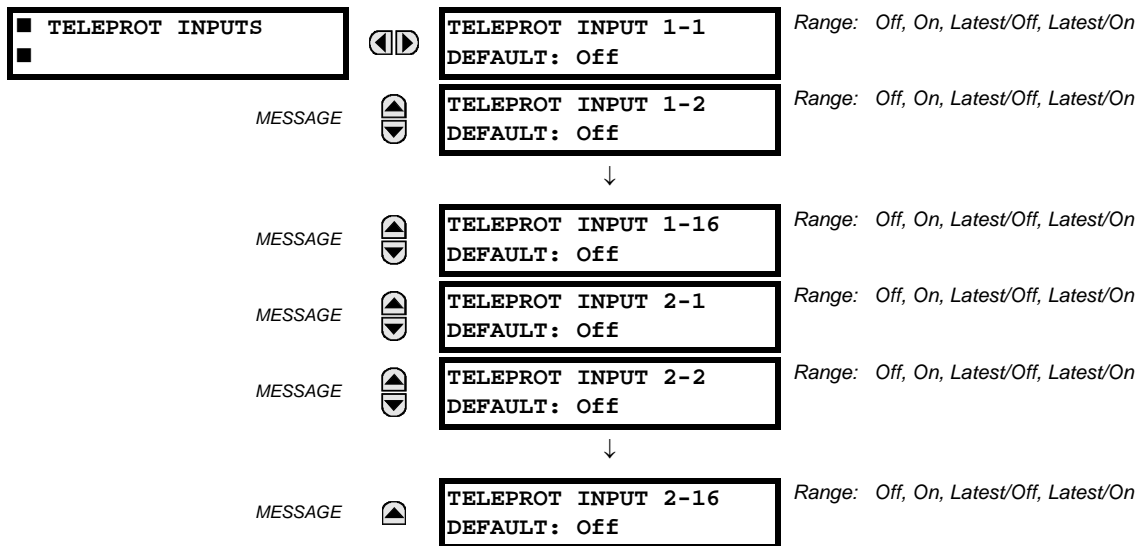 ■ TELEPROT INPUTS
■
TELEPROT INPUT 1-1
DEFAULT: Off
Range: Off, On, Latest/Off, Latest/On
MESSAGE
TELEPROT INPUT 1-2
DEFAULT: Off
Range: Off, On, Latest/Off, Latest/On
↓
MESSAGE
TELEPROT INPUT 1-16
DEFAULT: Off
Range: Off, On, Latest/Off, Latest/On
MESSAGE
TELEPROT INPUT 2-1
DEFAULT: Off
Range: Off, On, Latest/Off, Latest/On
MESSAGE
TELEPROT INPUT 2-2
DEFAULT: Off
Range: Off, On, Latest/Off, Latest/On
↓
MESSAGE
TELEPROT INPUT 2-16
DEFAULT: Off
Range: Off, On, Latest/Off, Latest/On